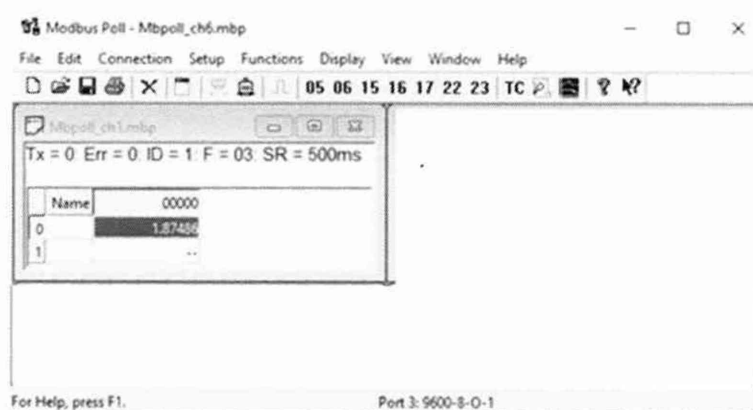 Modbus Poll - Mbpoll_ch6.mbp
File Edit Connection Setup Functions Display View Window Help
05 06 15 16 17 22 23 TC
Mbpoll_ch1.mbp
Tx = 0: Err = 0: ID = 1: F = 03: SR = 500ms
Name 00000
0 1.87486
1 --
For Help, press F1. Port 3: 9600-8-O-1